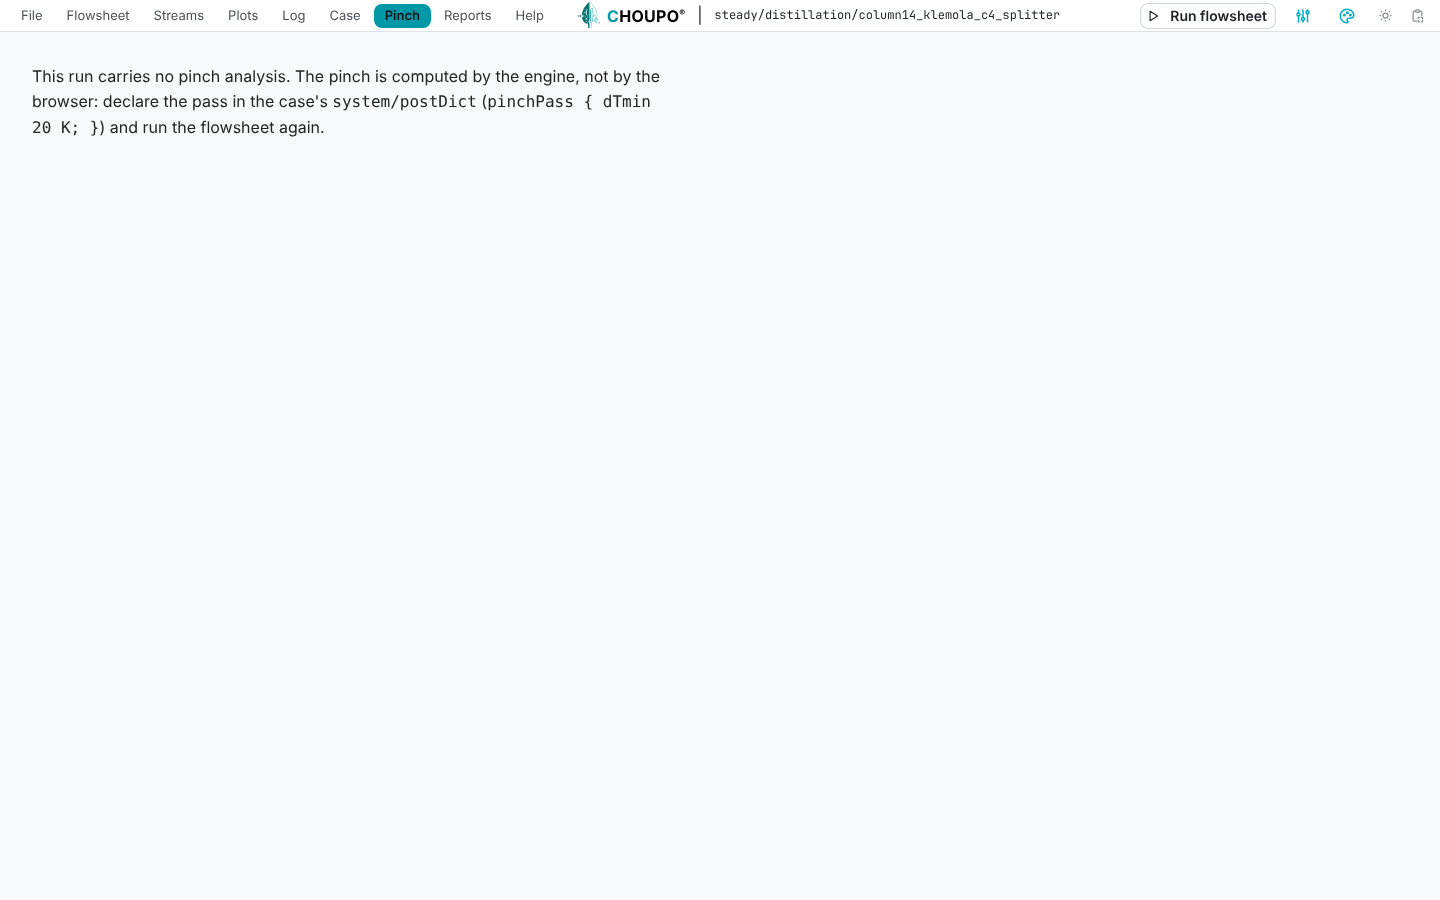 File Flowsheet Streams Plots Log Case Pinch Reports Help CHOUPO® steady/distillation/column14_klemola_c4_splitter Run flowsheet
This run carries no pinch analysis. The pinch is computed by the engine, not by the
browser: declare the pass in the case's system/postDict (pinchPass { dTmin
20 K; }) and run the flowsheet again.